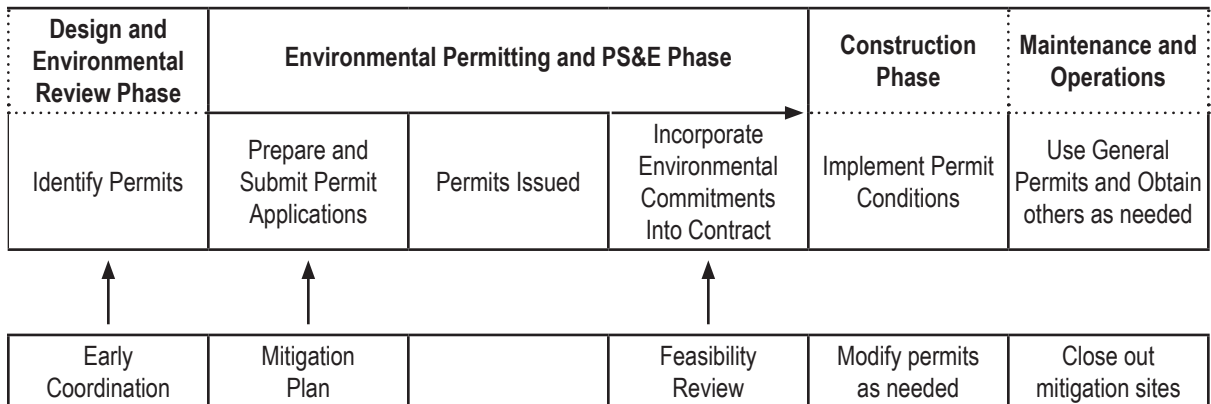 Design and
Environmental
Review Phase
Environmental Permitting and PS&E Phase
Construction
Phase
Maintenance and
Operations
Identify Permits
Prepare and
Submit Permit
Applications
Permits Issued
Incorporate
Environmental
Commitments
Into Contract
Implement Permit
Conditions
Use General
Permits and Obtain
others as needed
Early
Coordination
Mitigation
Plan
Feasibility
Review
Modify permits
as needed
Close out
mitigation sites